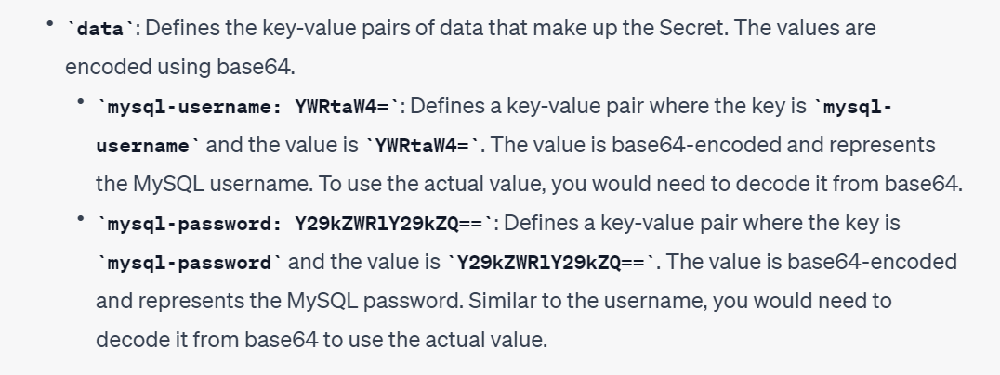 • `data`: Defines the key-value pairs of data that make up the Secret. The values are
encoded using base64.
• `mysql-username: YWRtaW4=`: Defines a key-value pair where the key is `mysql-
username` and the value is `YWRtaW4=`. The value is base64-encoded and represents
the MySQL username. To use the actual value, you would need to decode it from base64.
• `mysql-password: Y29kZWRlY29kZQ==`: Defines a key-value pair where the key is
`mysql-password` and the value is `Y29kZWRlY29kZQ==`. The value is base64-encoded
and represents the MySQL password. Similar to the username, you would need to
decode it from base64 to use the actual value.